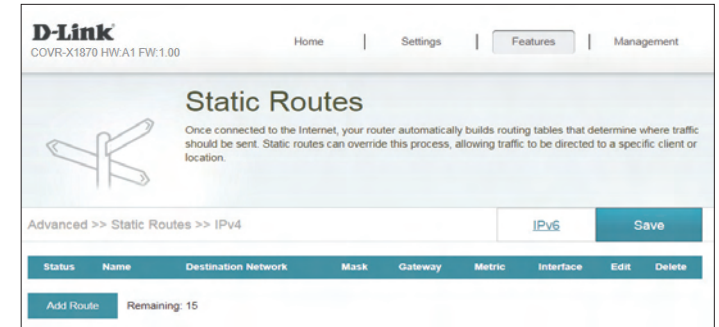 D-Link
COVR-X1870 HW:A1 FW:1.00
Home | Settings | Features | Management
Static Routes
Once connected to the Internet, your router automatically builds routing tables that determine where traffic
should be sent. Static routes can override this process, allowing traffic to be directed to a specific client or
location.
Advanced >> Static Routes >> IPv4
IPv6
Save
Status Name Destination Network Mask Gateway Metric Interface Edit Delete
Add Route Remaining: 15